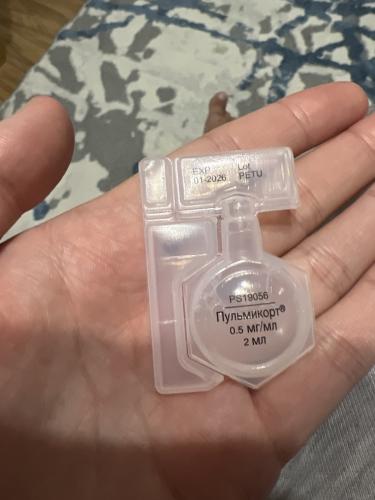 EXP Lot
01-2026 PETU
PS19056
Пульмикорт®
0.5 мг/мл
2 мл